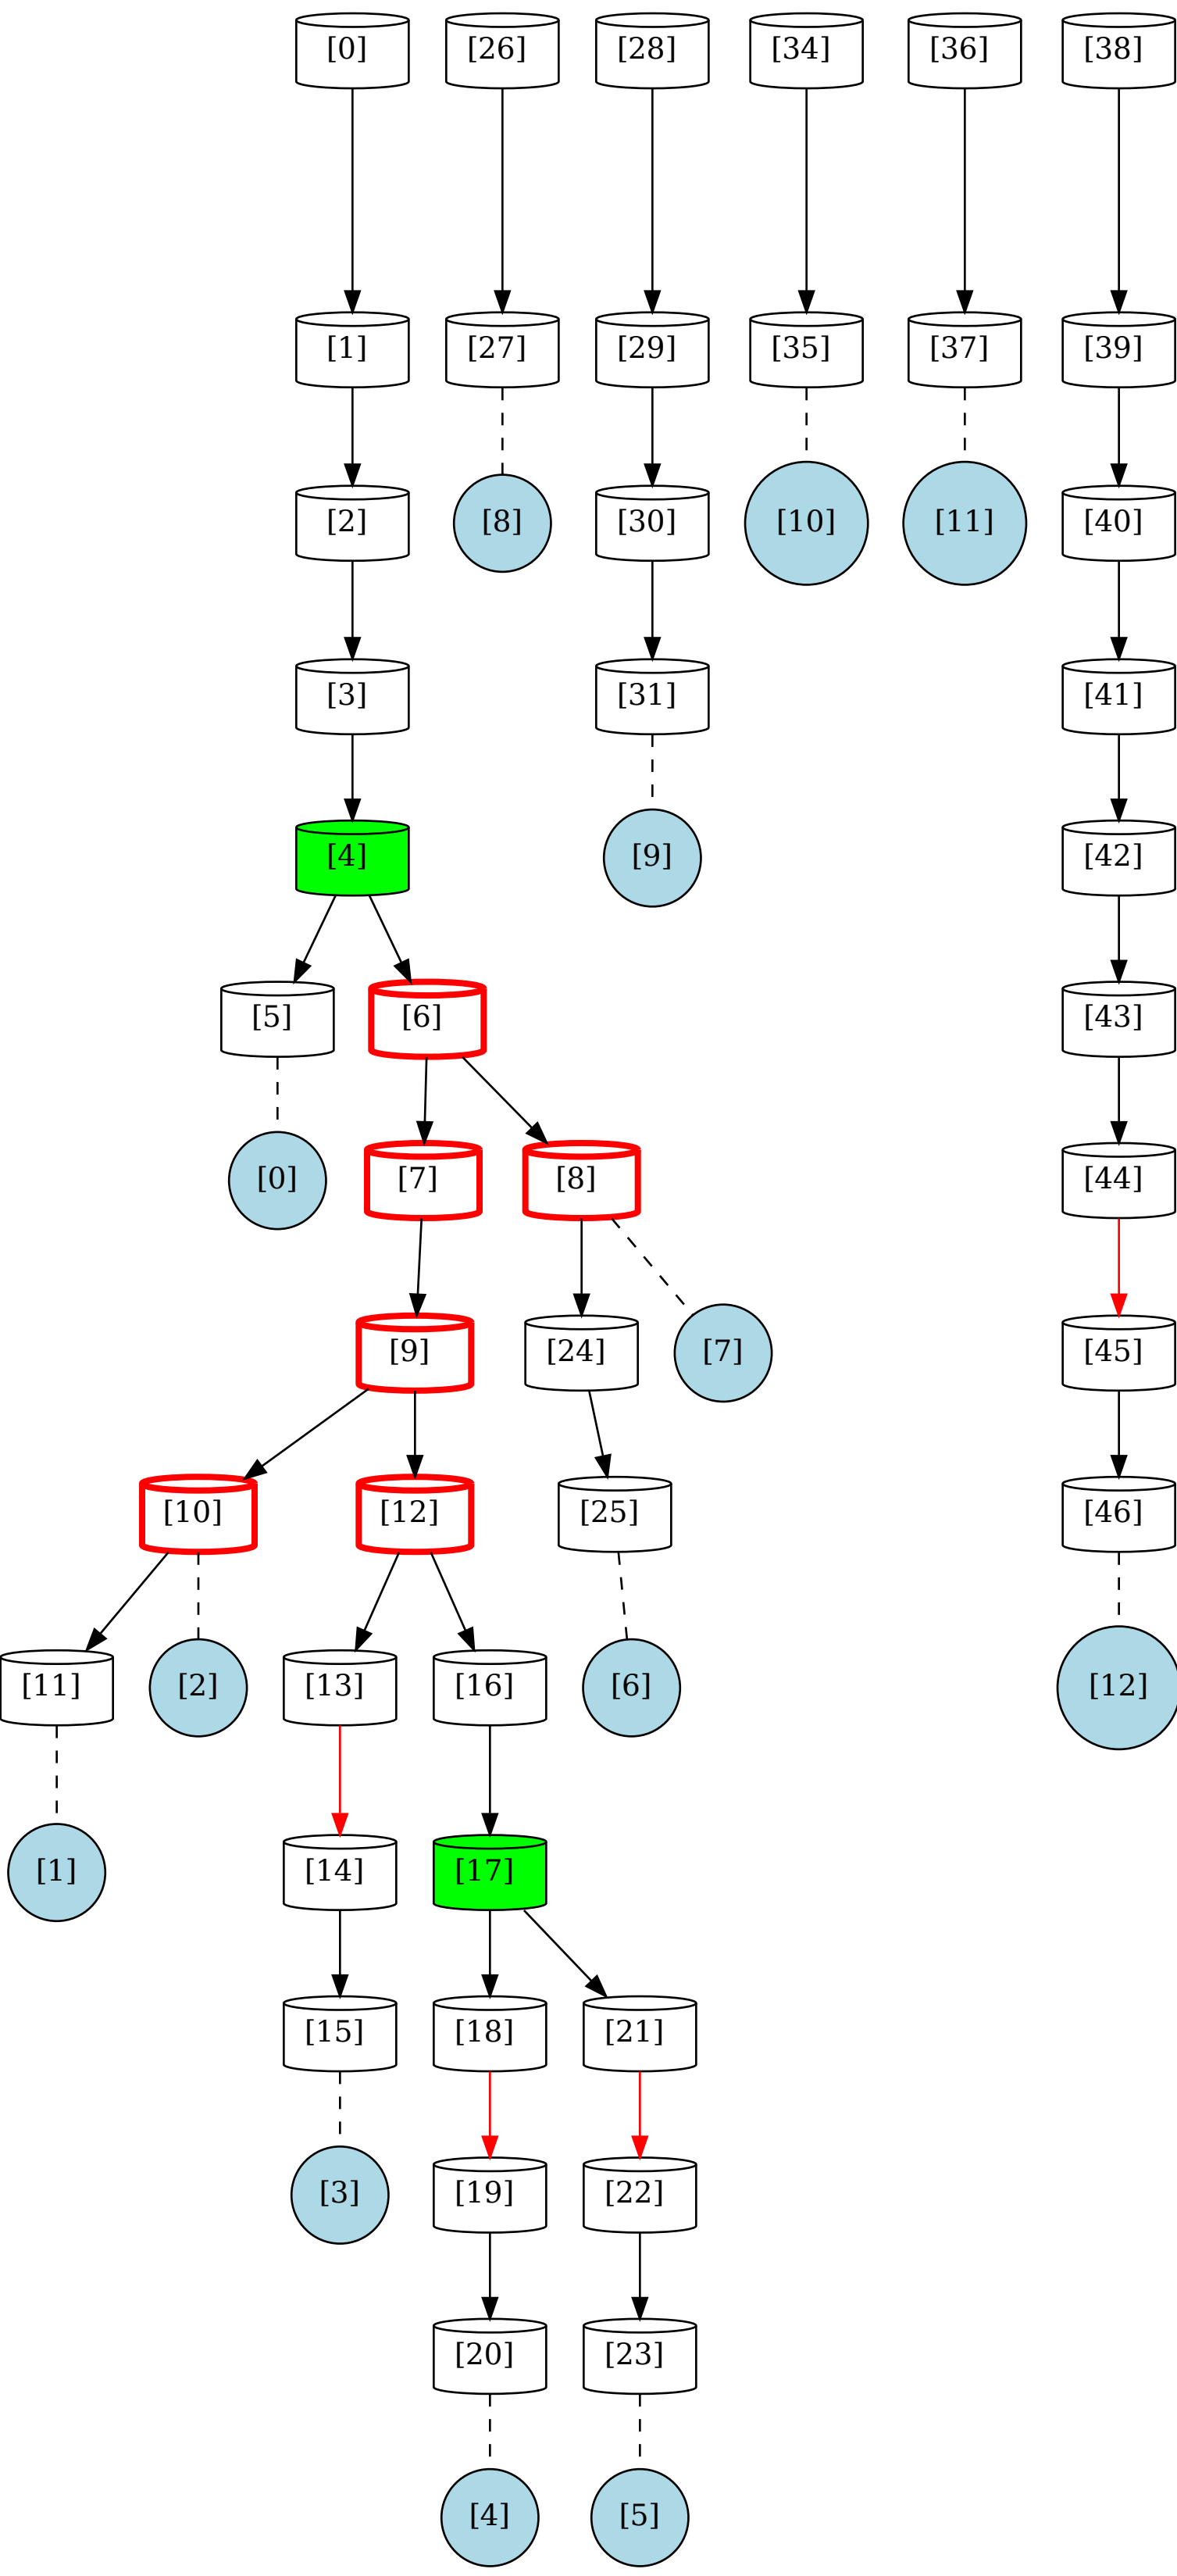 [0] [26] [28] [34] [36] [38]
[1] [27] [29] [35] [37] [39]
[2] [8] [30] [10] [11] [40]
[3] [31] [41]
[4] [9] [42]
[5] [6] [43]
[0] [7] [8] [44]
[9] [24] [7] [45]
[10] [12] [25] [46]
[11] [2] [13] [16] [6] [12]
[1] [14] [17]
[15] [18] [21]
[3] [19] [22]
[20] [23]
[4] [5]